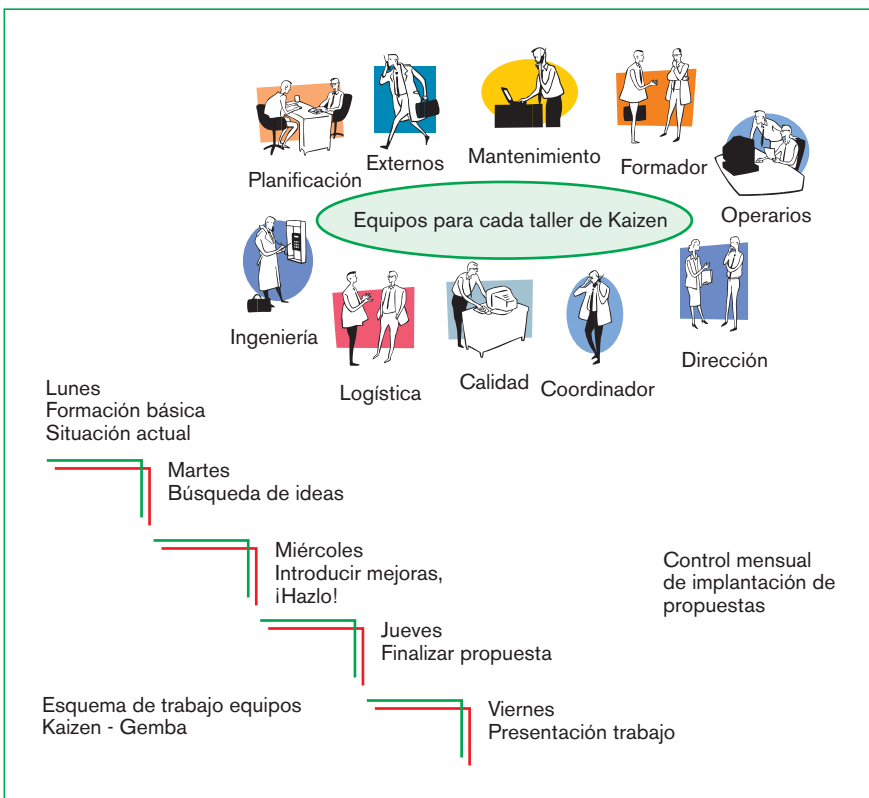 Planificación
Externos
Mantenimiento
Formador
Operarios
Equipos para cada taller de Kaizen
Ingeniería
Logística
Calidad
Coordinador
Dirección
Lunes
Formación básica
Situación actual
Martes
Búsqueda de ideas
Miércoles
Introducir mejoras,
¡Hazlo!
Control mensual
de implantación de
propuestas
Jueves
Finalizar propuesta
Esquema de trabajo equipos
Kaizen - Gemba
Viernes
Presentación trabajo